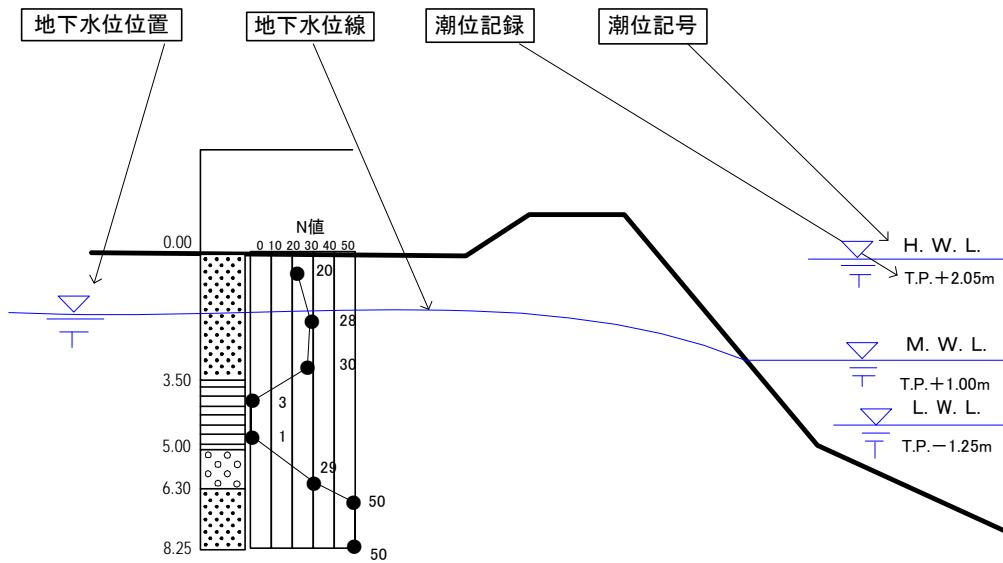 地下水位位置
地下水位線
潮位記録
潮位記号
N値
0.00
0 10 20 30 40 50
20
28
30
3
1
29
50
50
3.50
5.00
6.30
8.25
H. W. L.
T.P.+2.05m
M. W. L.
T.P.+1.00m
L. W. L.
T.P.-1.25m